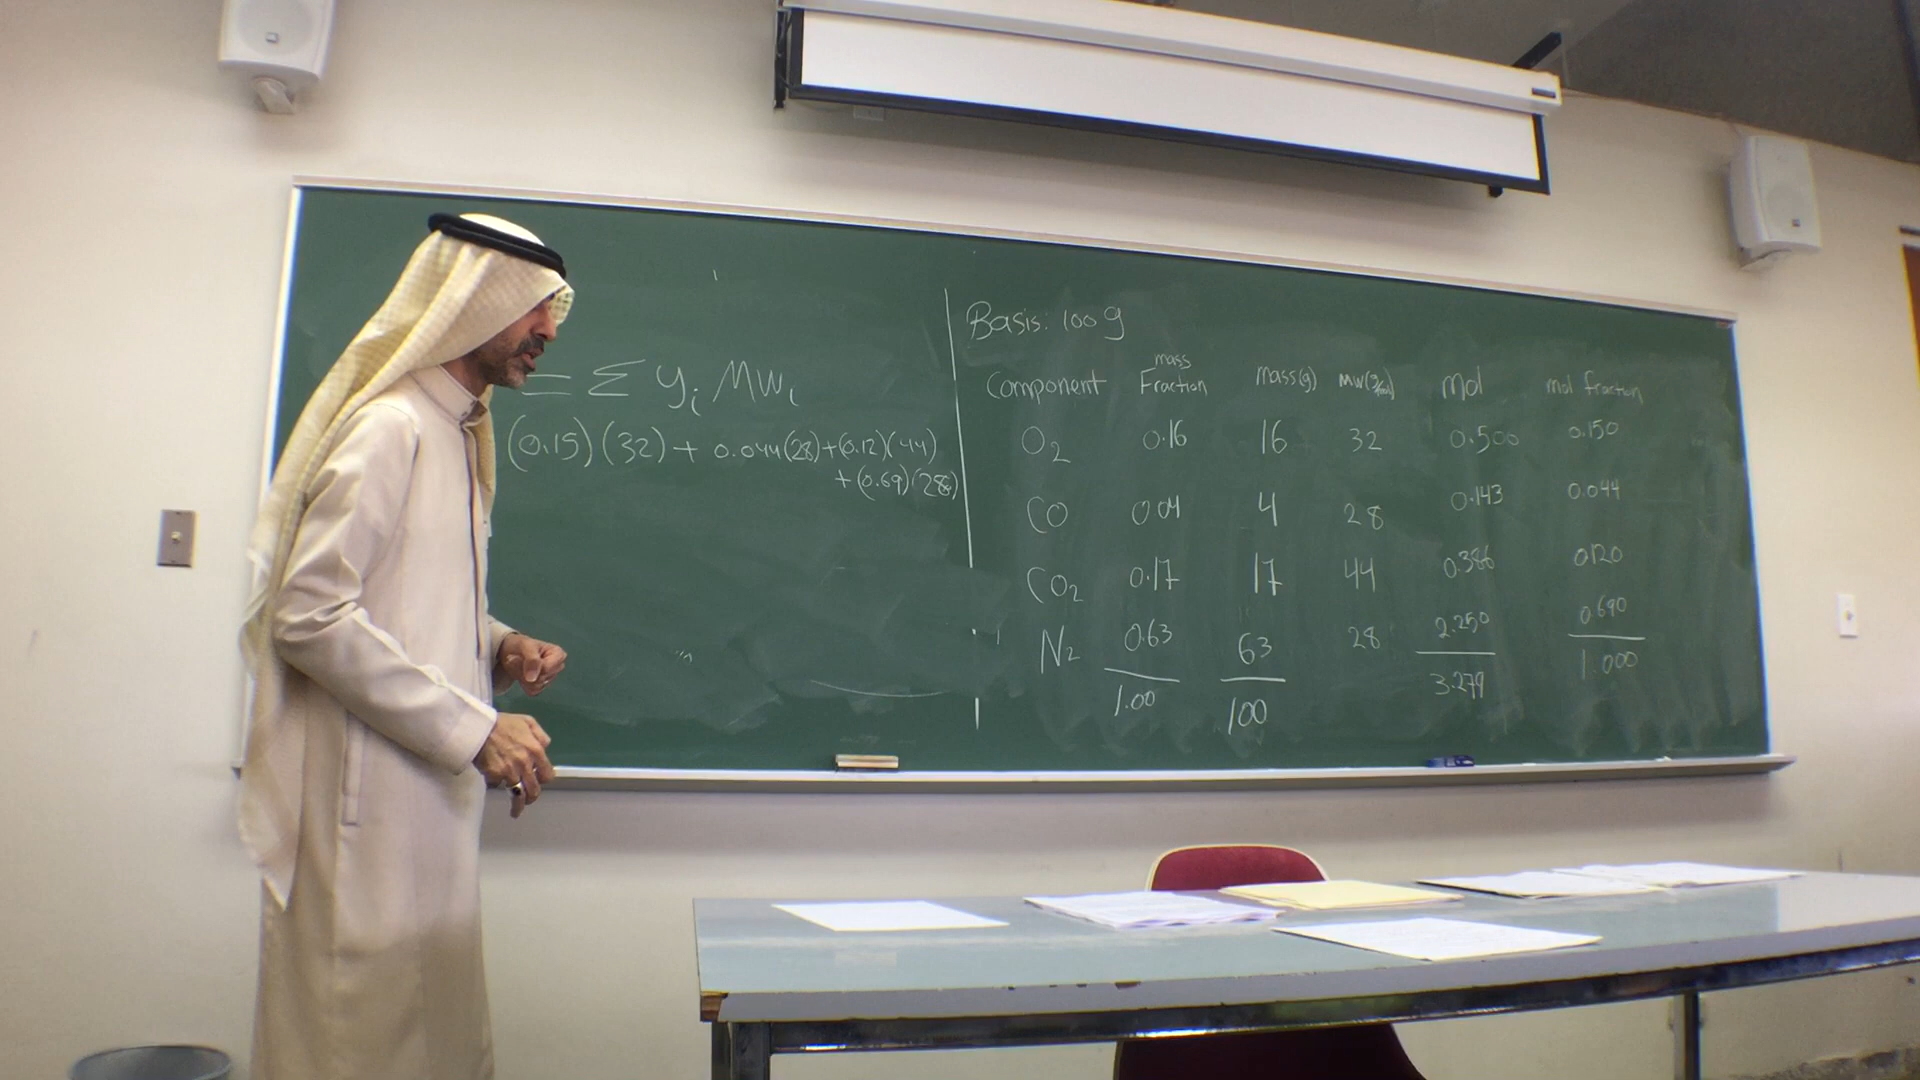 = Σ yi MWi
(0.15)(32) + 0.044(28)+(0.12)(44)
+(0.69)(28)
Basis: 100 g
Component mass Fraction mass(g) MW(g/mol) mol mol fraction
O2 0.16 16 32 0.500 0.150
CO 0.04 4 28 0.143 0.044
CO2 0.17 17 44 0.386 0.120
N2 0.63 63 28 2.250 0.690
1.00 100 3.279 1.000